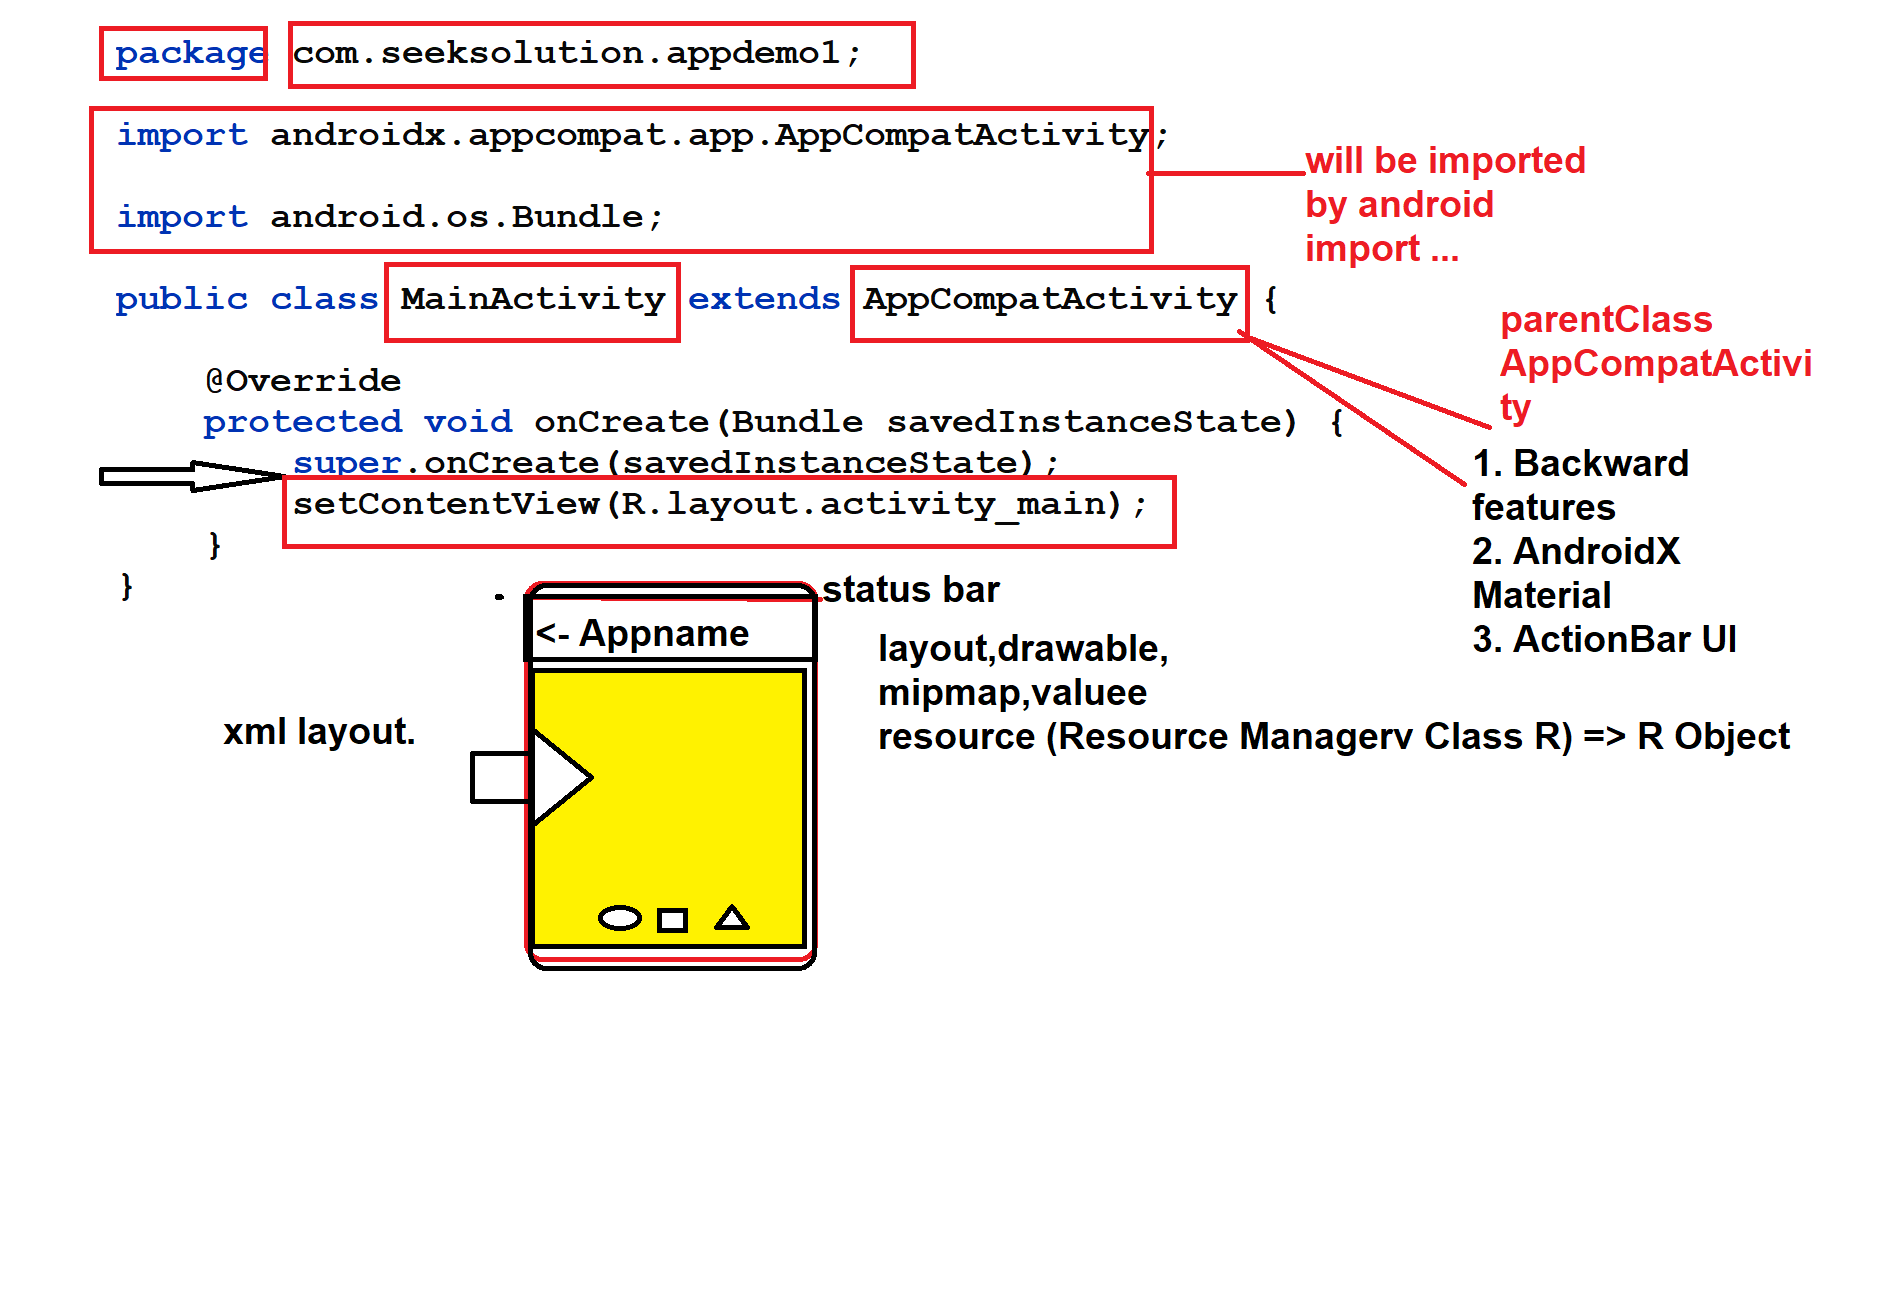 package com.seeksolution.appdemo1;
import androidx.appcompat.app.AppCompatActivity;
import android.os.Bundle;
will be imported
by android
import ...
public class MainActivity extends AppCompatActivity {
parentClass
AppCompatActivi
ty
@Override
protected void onCreate(Bundle savedInstanceState) {
super.onCreate(savedInstanceState);
setContentView(R.layout.activity_main);
}
}
1. Backward
features
2. AndroidX
Material
3. ActionBar UI
status bar
<- Appname
layout,drawable,
mipmap,valuee
resource (Resource Managerv Class R) => R Object
xml layout.